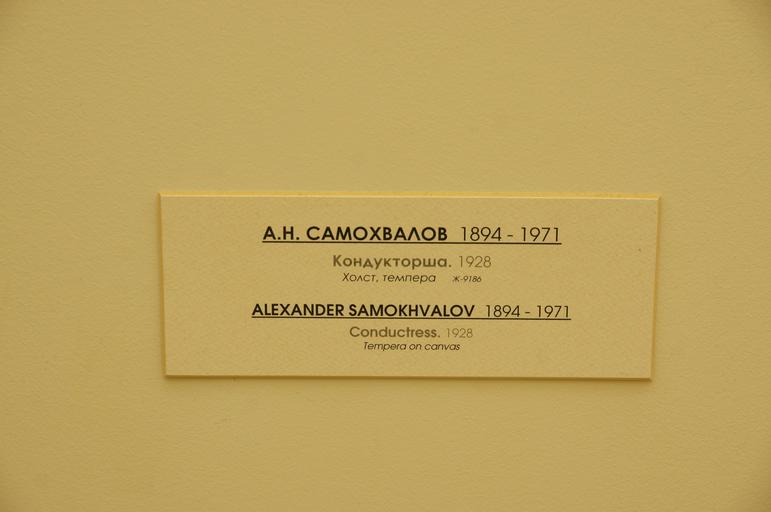 А.Н. САМОХВАЛОВ 1894 - 1971
Кондукторша. 1928
Холст, темпера Ж-9186
ALEXANDER SAMOKHVALOV 1894 - 1971
Conductress. 1928
Tempera on canvas